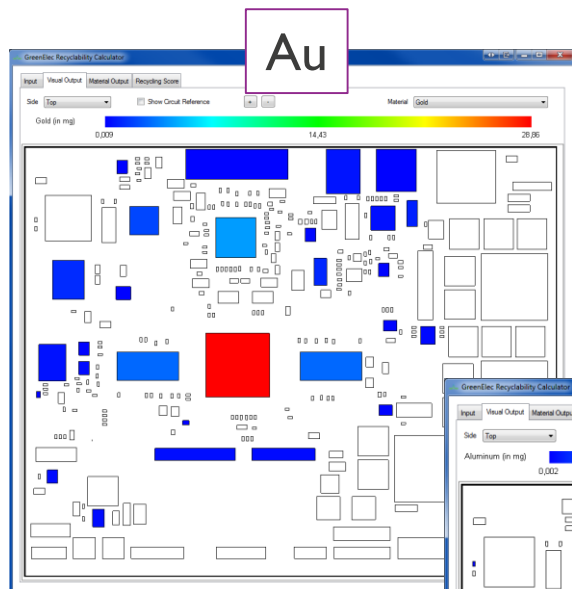 Au
GreenElec Recyclability Calculator
Input Visual Output Material Output Recycling Score
Side Top Show Circuit Reference + - Material Gold
Gold (in mg)
0,009 14,43 28,86
GreenElec Recyclability Calculator
Input Visual Output Material Outpu
Side Top
Aluminum (in mg)
0,002